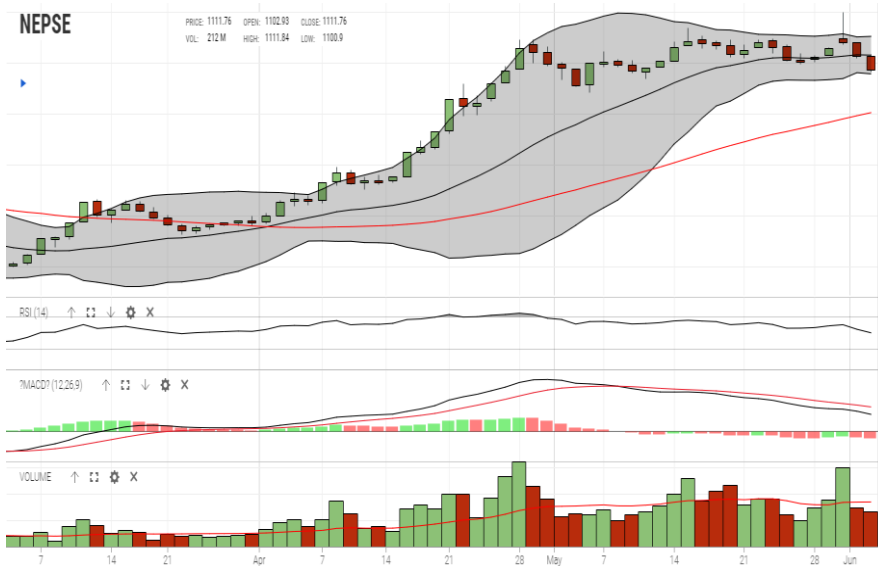 NEPSE
PRICE: 1111.76 OPEN: 1102.93 CLOSE: 1111.76
VOL: 212 M HIGH: 1111.84 LOW: 1100.9
RSI (14)
?MACD? (12,26,9)
VOLUME
7 14 21 Apr 7 14 21 28 May 7 14 21 28 Jun